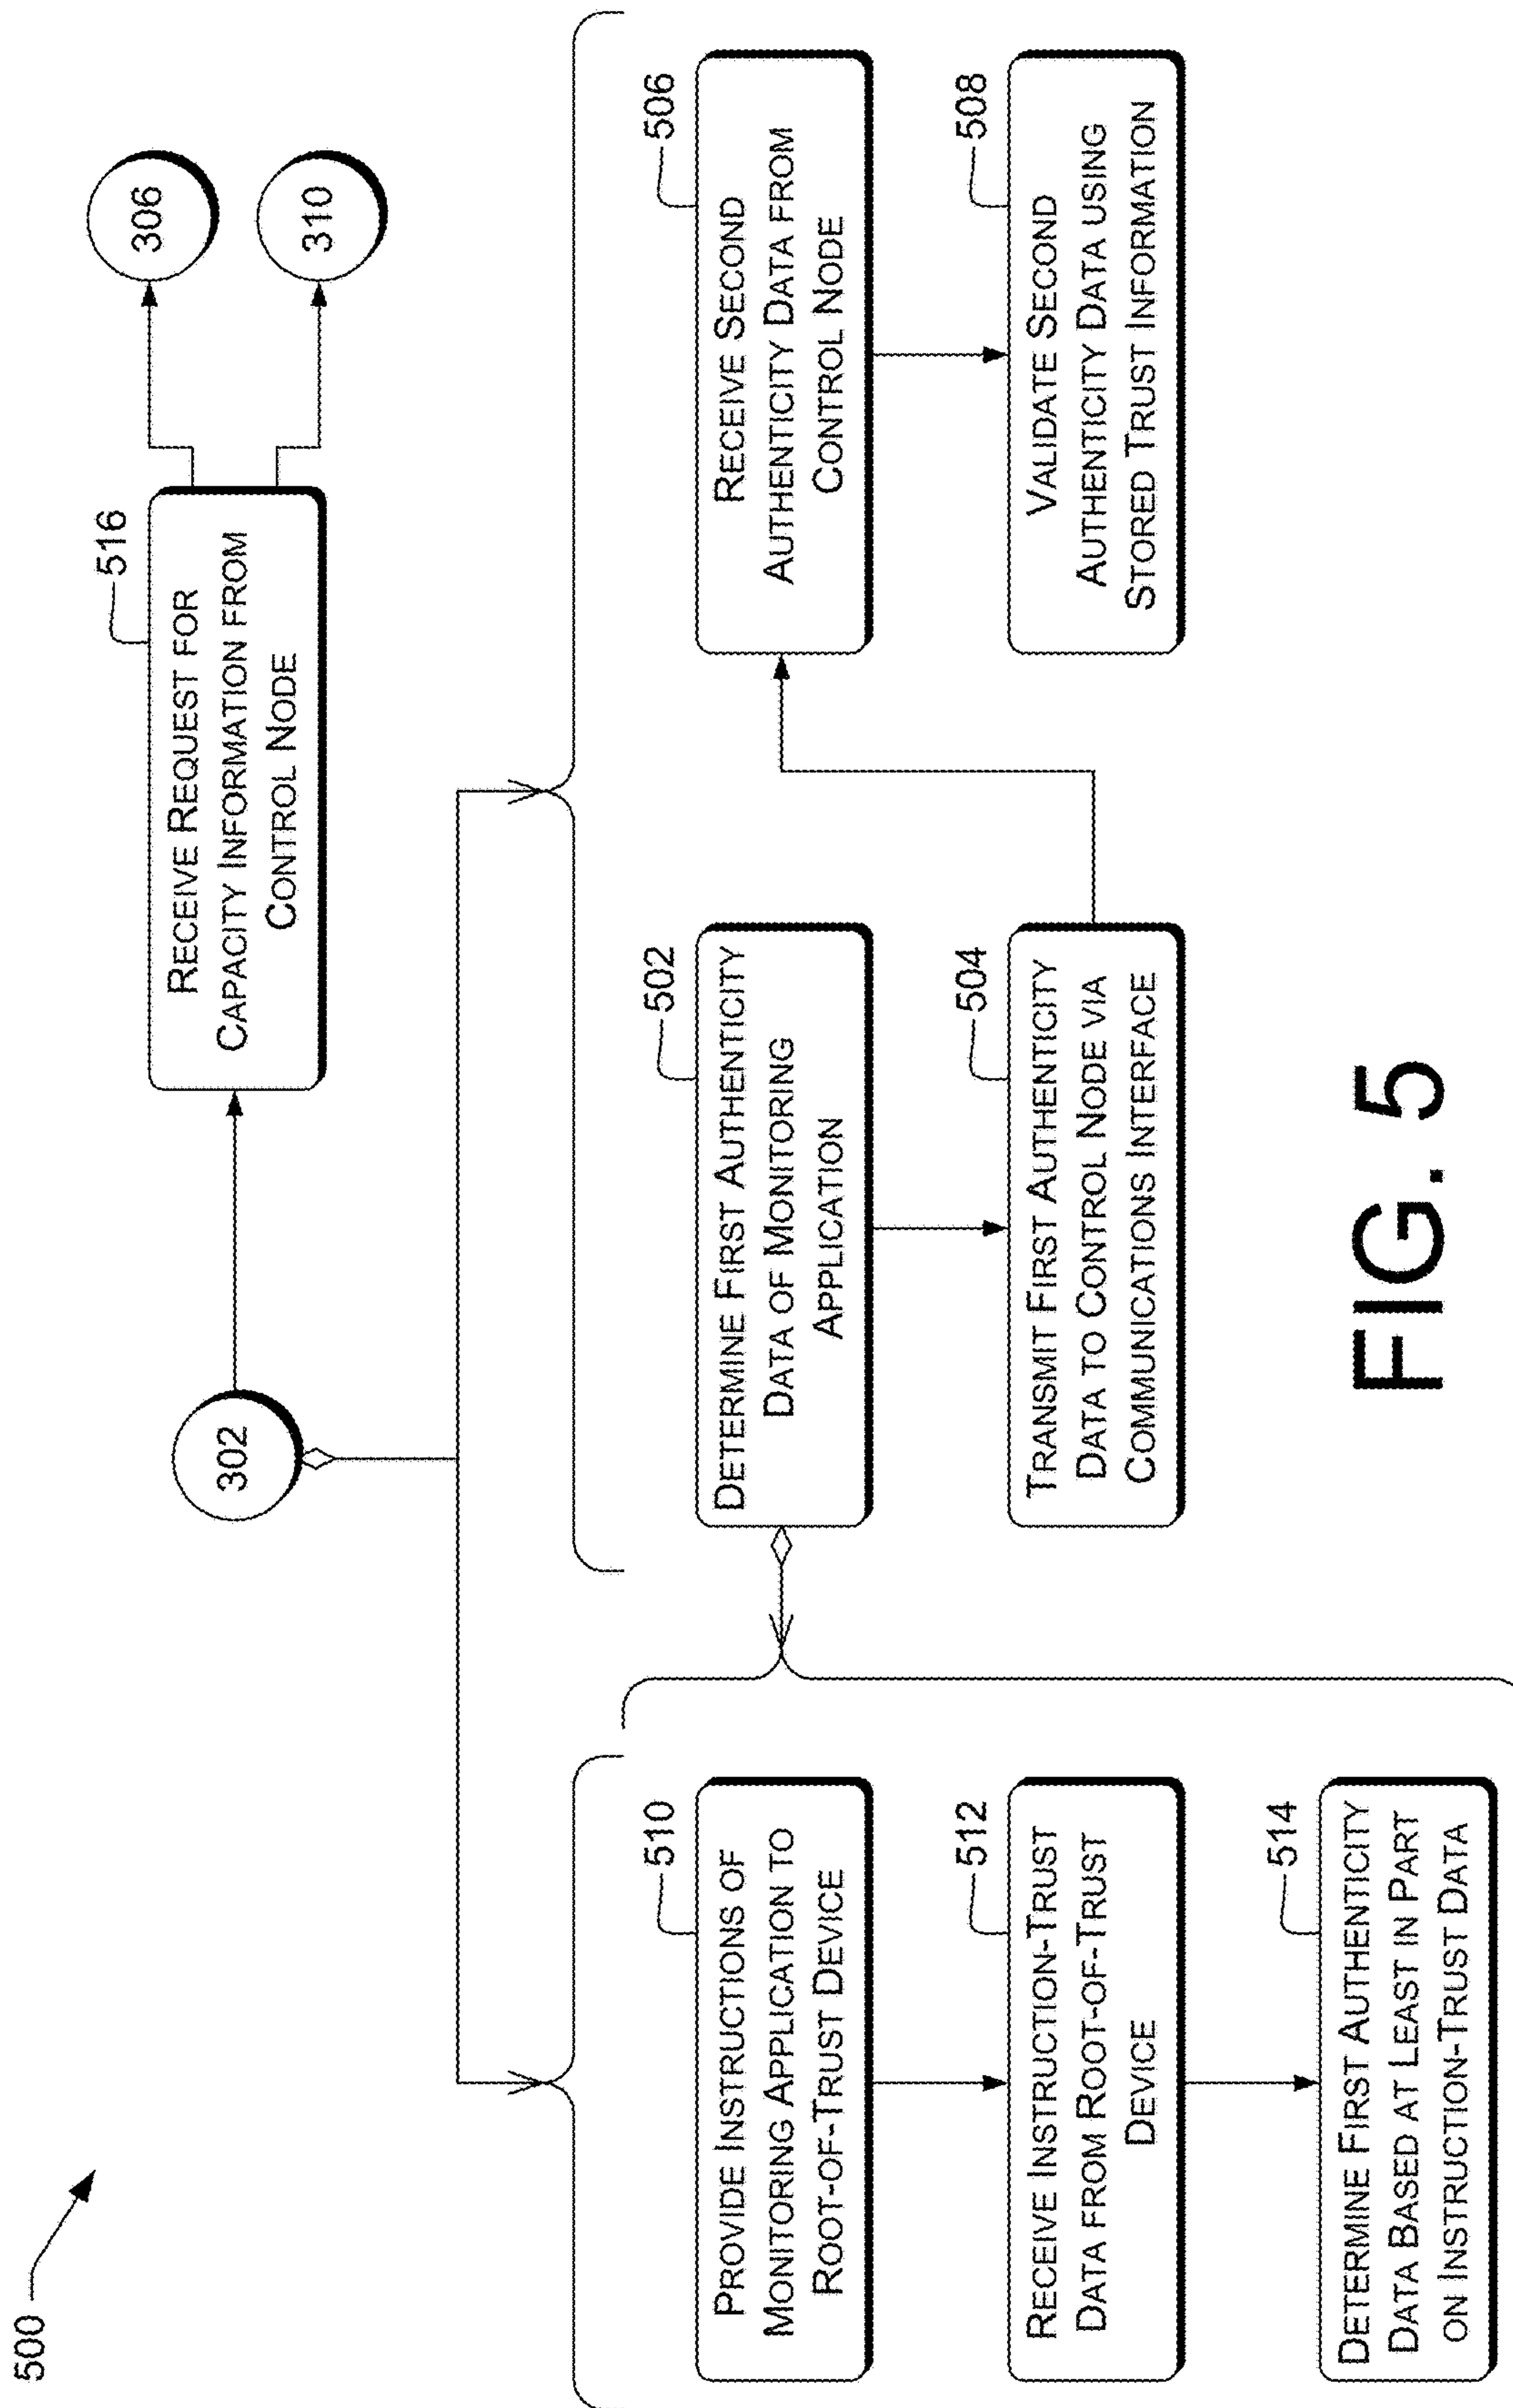 500
302
516
RECEIVE REQUEST FOR
CAPACITY INFORMATION FROM
CONTROL NODE
306
310
510
PROVIDE INSTRUCTIONS OF
MONITORING APPLICATION TO
ROOT-OF-TRUST DEVICE
512
RECEIVE INSTRUCTION-TRUST
DATA FROM ROOT-OF-TRUST
DEVICE
514
DETERMINE FIRST AUTHENTICITY
DATA BASED AT LEAST IN PART
ON INSTRUCTION-TRUST DATA
502
DETERMINE FIRST AUTHENTICITY
DATA OF MONITORING
APPLICATION
504
TRANSMIT FIRST AUTHENTICITY
DATA TO CONTROL NODE VIA
COMMUNICATIONS INTERFACE
506
RECEIVE SECOND
AUTHENTICITY DATA FROM
CONTROL NODE
508
VALIDATE SECOND
AUTHENTICITY DATA USING
STORED TRUST INFORMATION
FIG. 5